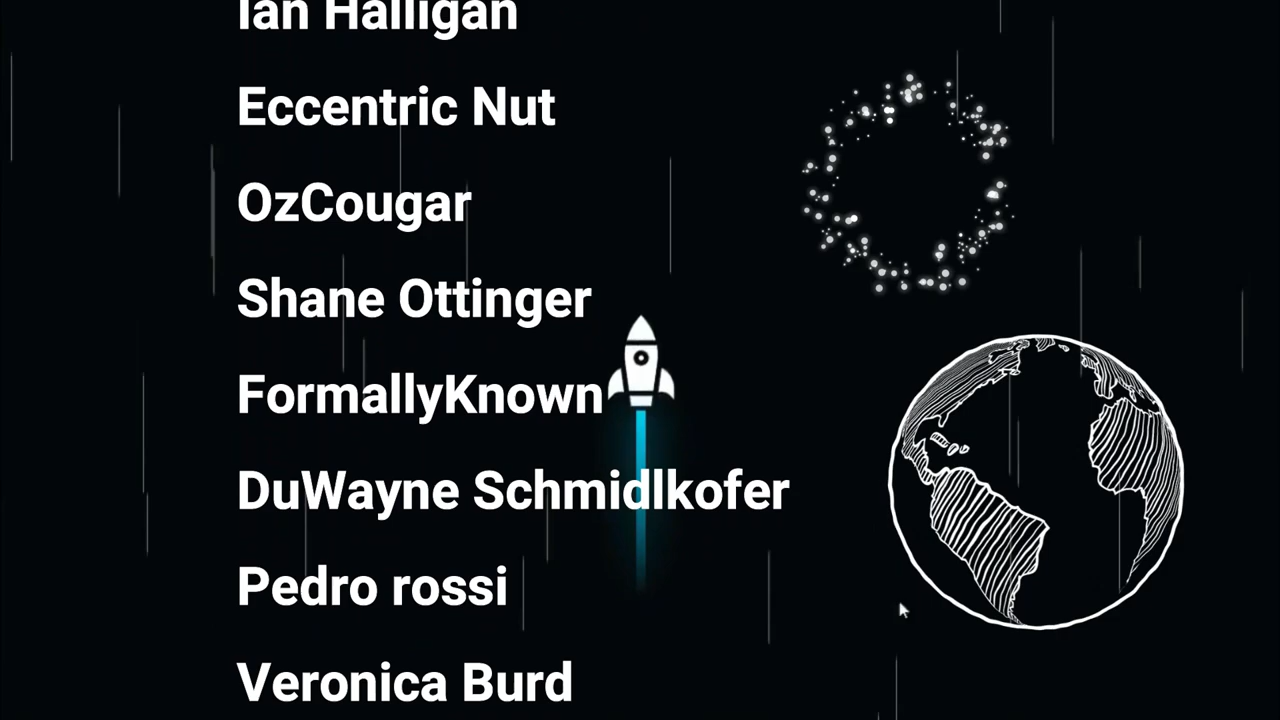 Ian Halligan
Eccentric Nut
OzCougar
Shane Ottinger
FormallyKnown
DuWayne Schmidlkofer
Pedro rossi
Veronica Burd